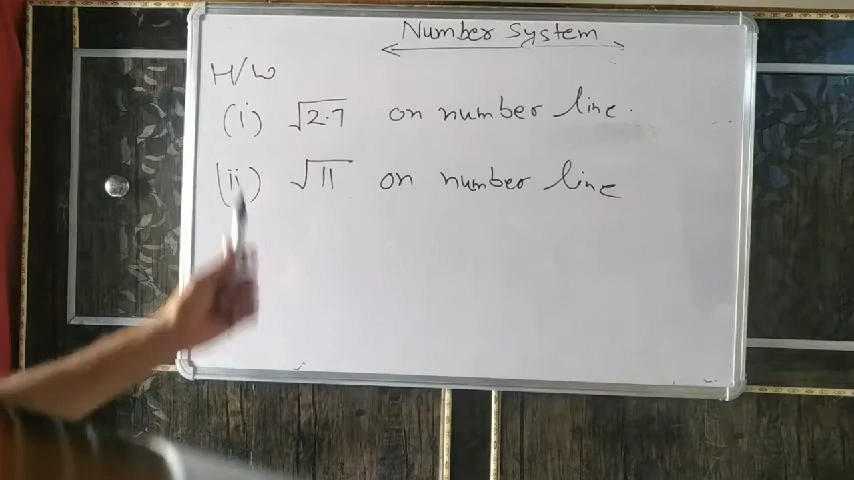 Number System
H/W
(i) √2.7 on number line.
(ii) √11 on number line